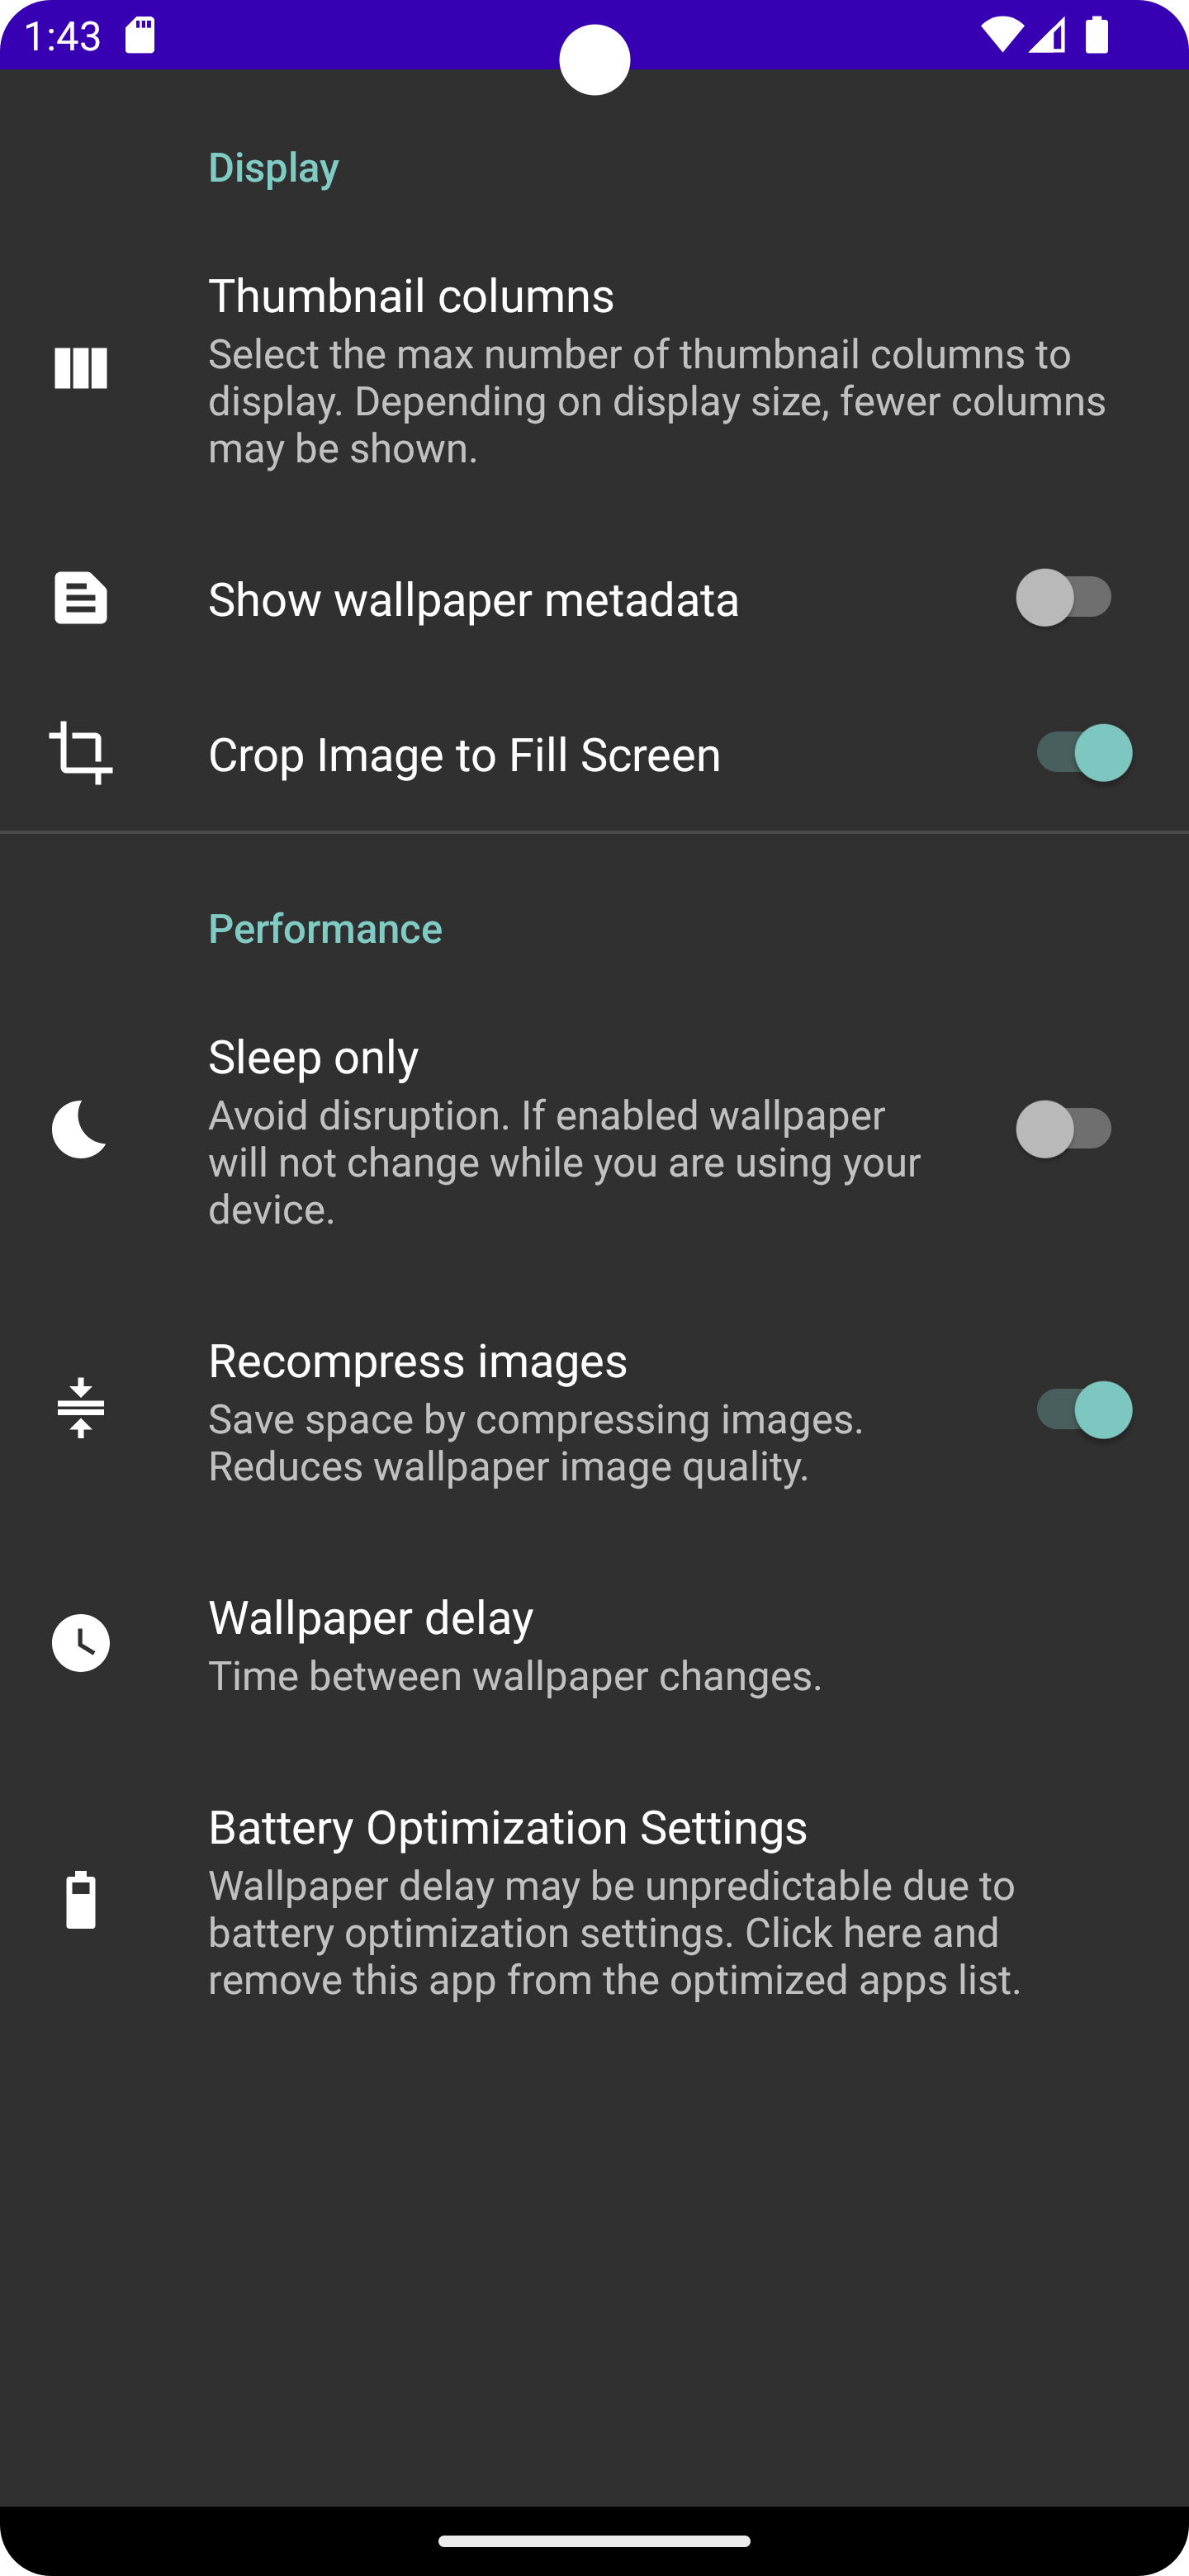 1:43
Display
Thumbnail columns
Select the max number of thumbnail columns to
display. Depending on display size, fewer columns
may be shown.
Show wallpaper metadata
Crop Image to Fill Screen
Performance
Sleep only
Avoid disruption. If enabled wallpaper
will not change while you are using your
device.
Recompress images
Save space by compressing images.
Reduces wallpaper image quality.
Wallpaper delay
Time between wallpaper changes.
Battery Optimization Settings
Wallpaper delay may be unpredictable due to
battery optimization settings. Click here and
remove this app from the optimized apps list.